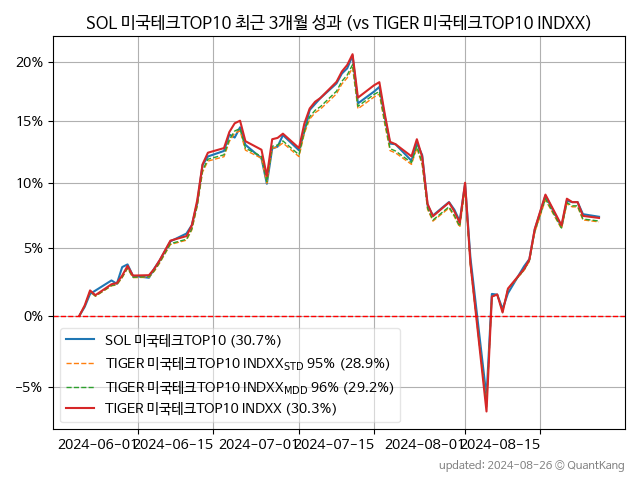 SOL 미국테크TOP10 최근 3개월 성과 (vs TIGER 미국테크TOP10 INDXX)
20%
15%
10%
5%
0%
−5%
SOL 미국테크TOP10 (30.7%)
TIGER 미국테크TOP10 INDXX_STD 95% (28.9%)
TIGER 미국테크TOP10 INDXX_MDD 96% (29.2%)
TIGER 미국테크TOP10 INDXX (30.3%)
2024-06-01 2024-06-15 2024-07-01 2024-07-15 2024-08-01 2024-08-15
updated: 2024-08-26 © QuantKang